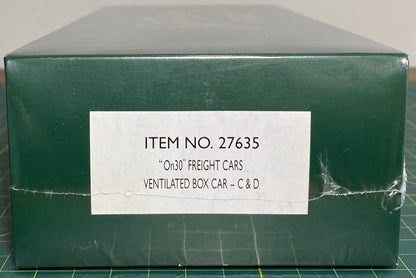 ITEM NO. 27635
"On30" FREIGHT CARS
VENTILATED BOX CAR – C & D